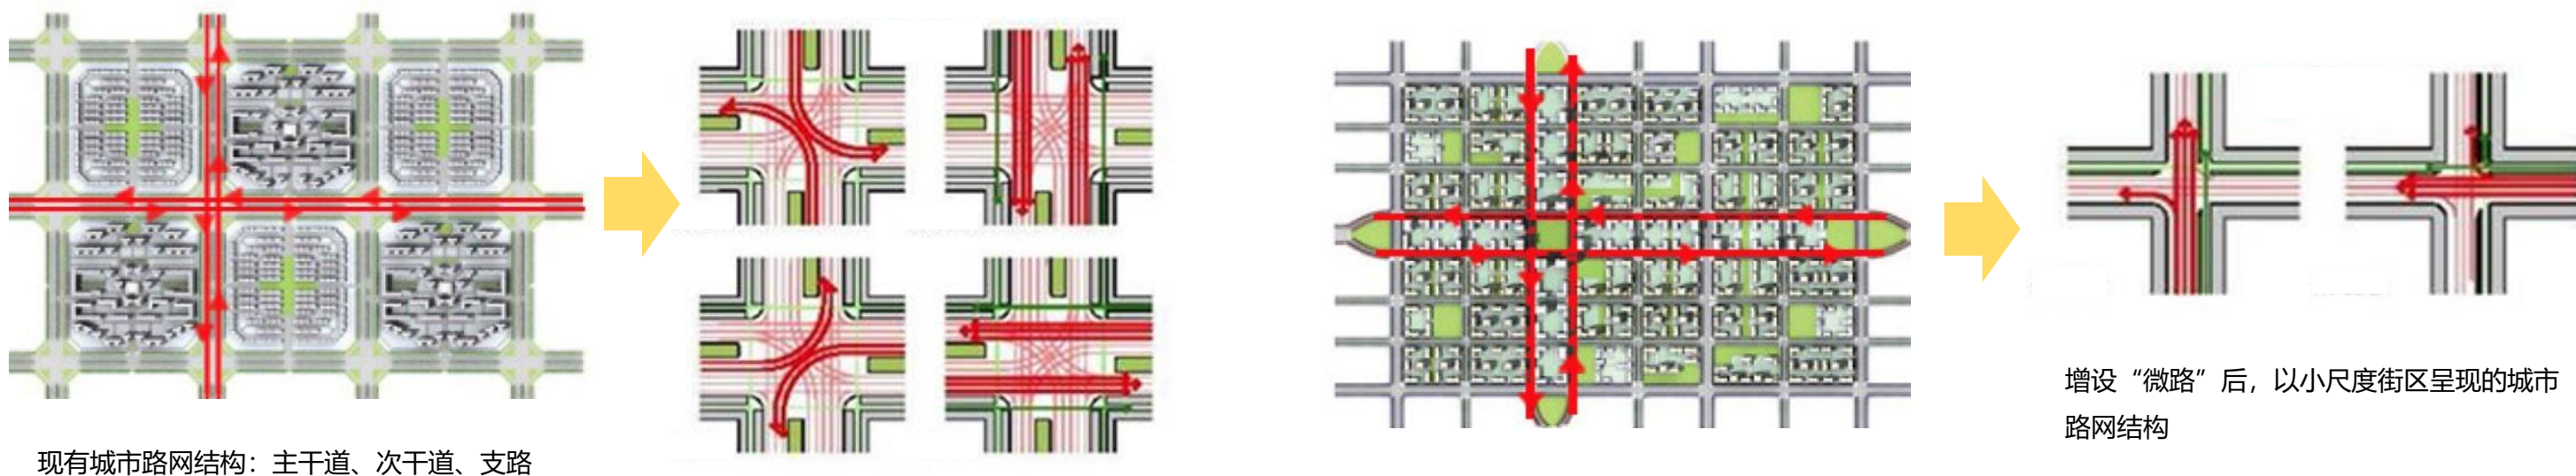 现有城市路网结构：主干道、次干道、支路
增设“微路”后，以小尺度街区呈现的城市
路网结构